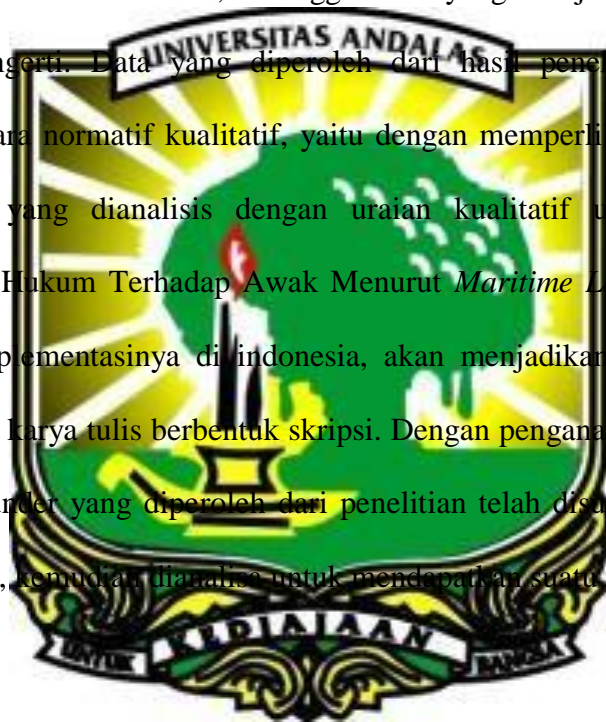 yang
UNIVERSITAS ANDALAS
ngerti. Data yang diperoleh dari hasil pene
ara normatif kualitatif, yaitu dengan memperli
yang dianalisis dengan uraian kualitatif u
Hukum Terhadap Awak Menurut Maritime L
plementasinya di indonesia, akan menjadikan
karya tulis berbentuk skripsi. Dengan pengana
nder yang diperoleh dari penelitian telah disu
, kemudian dianalisa untuk mendapatkan suatu
UNTUK KEDJAJAAN BANGSA